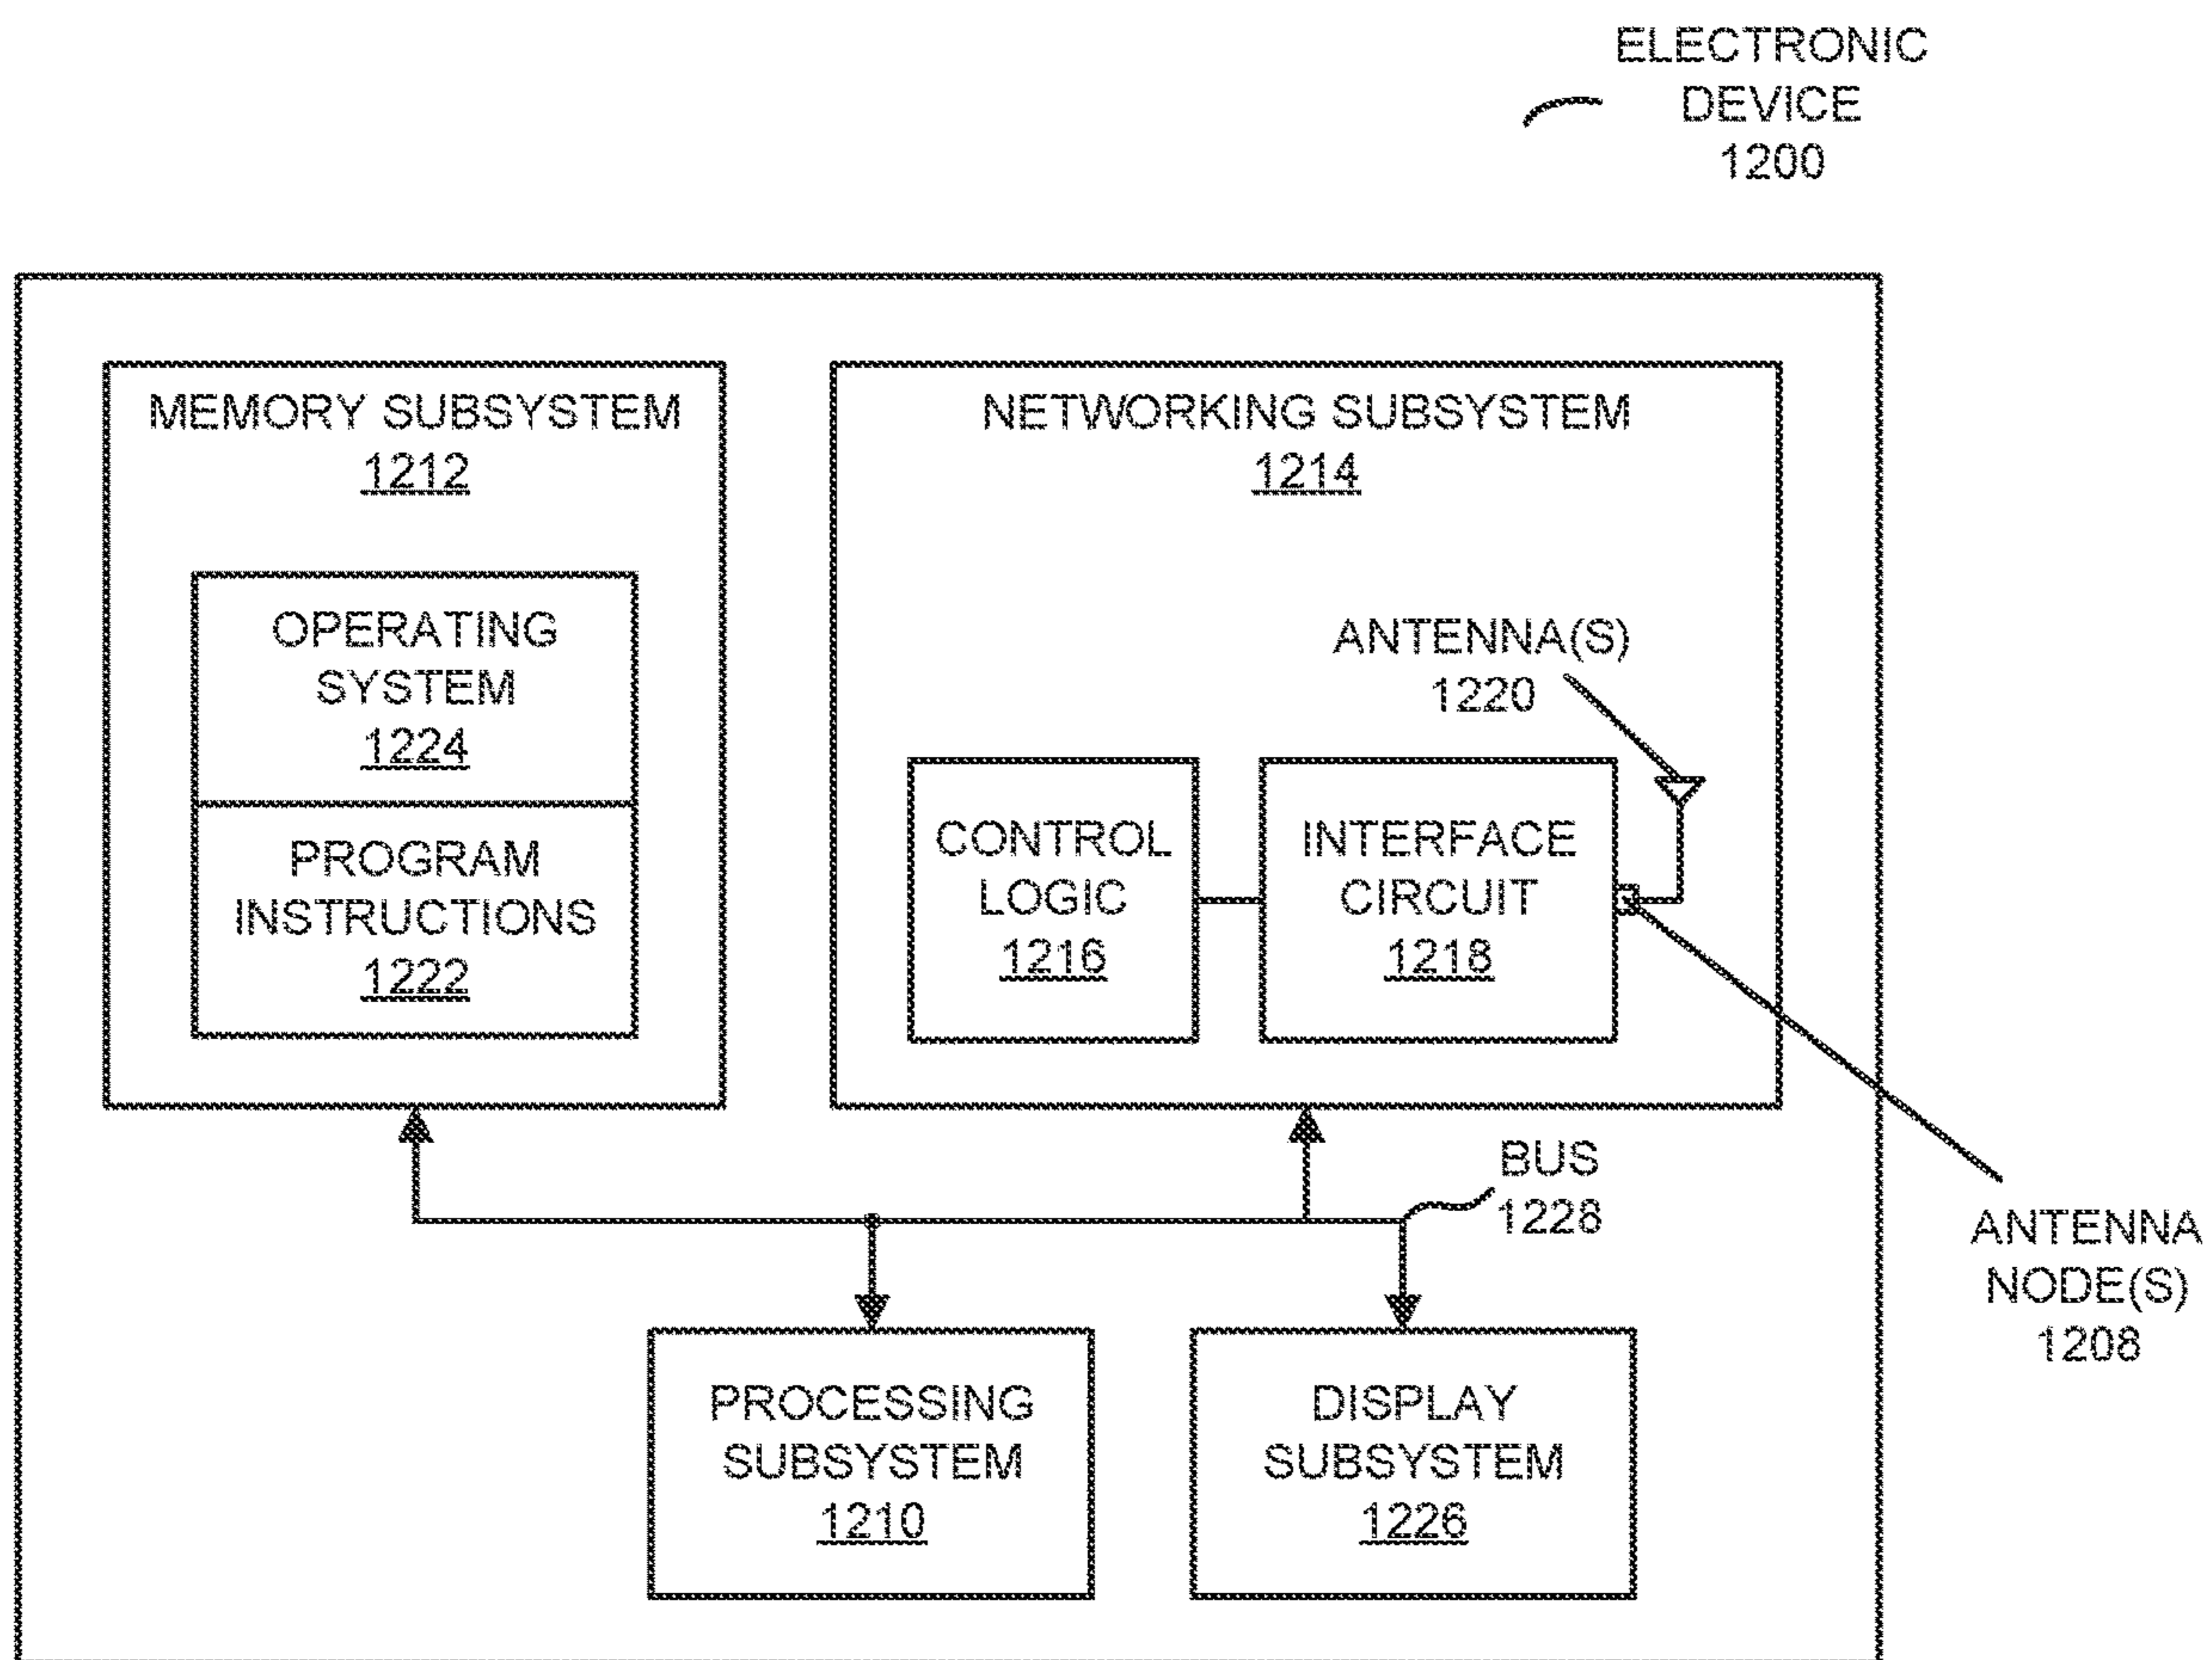 ELECTRONIC
DEVICE
1200
MEMORY SUBSYSTEM
1212
OPERATING
SYSTEM
1224
PROGRAM
INSTRUCTIONS
1222
NETWORKING SUBSYSTEM
1214
ANTENNA(S)
1220
CONTROL
LOGIC
1216
INTERFACE
CIRCUIT
1218
BUS
1228
ANTENNA
NODE(S)
1208
PROCESSING
SUBSYSTEM
1210
DISPLAY
SUBSYSTEM
1226